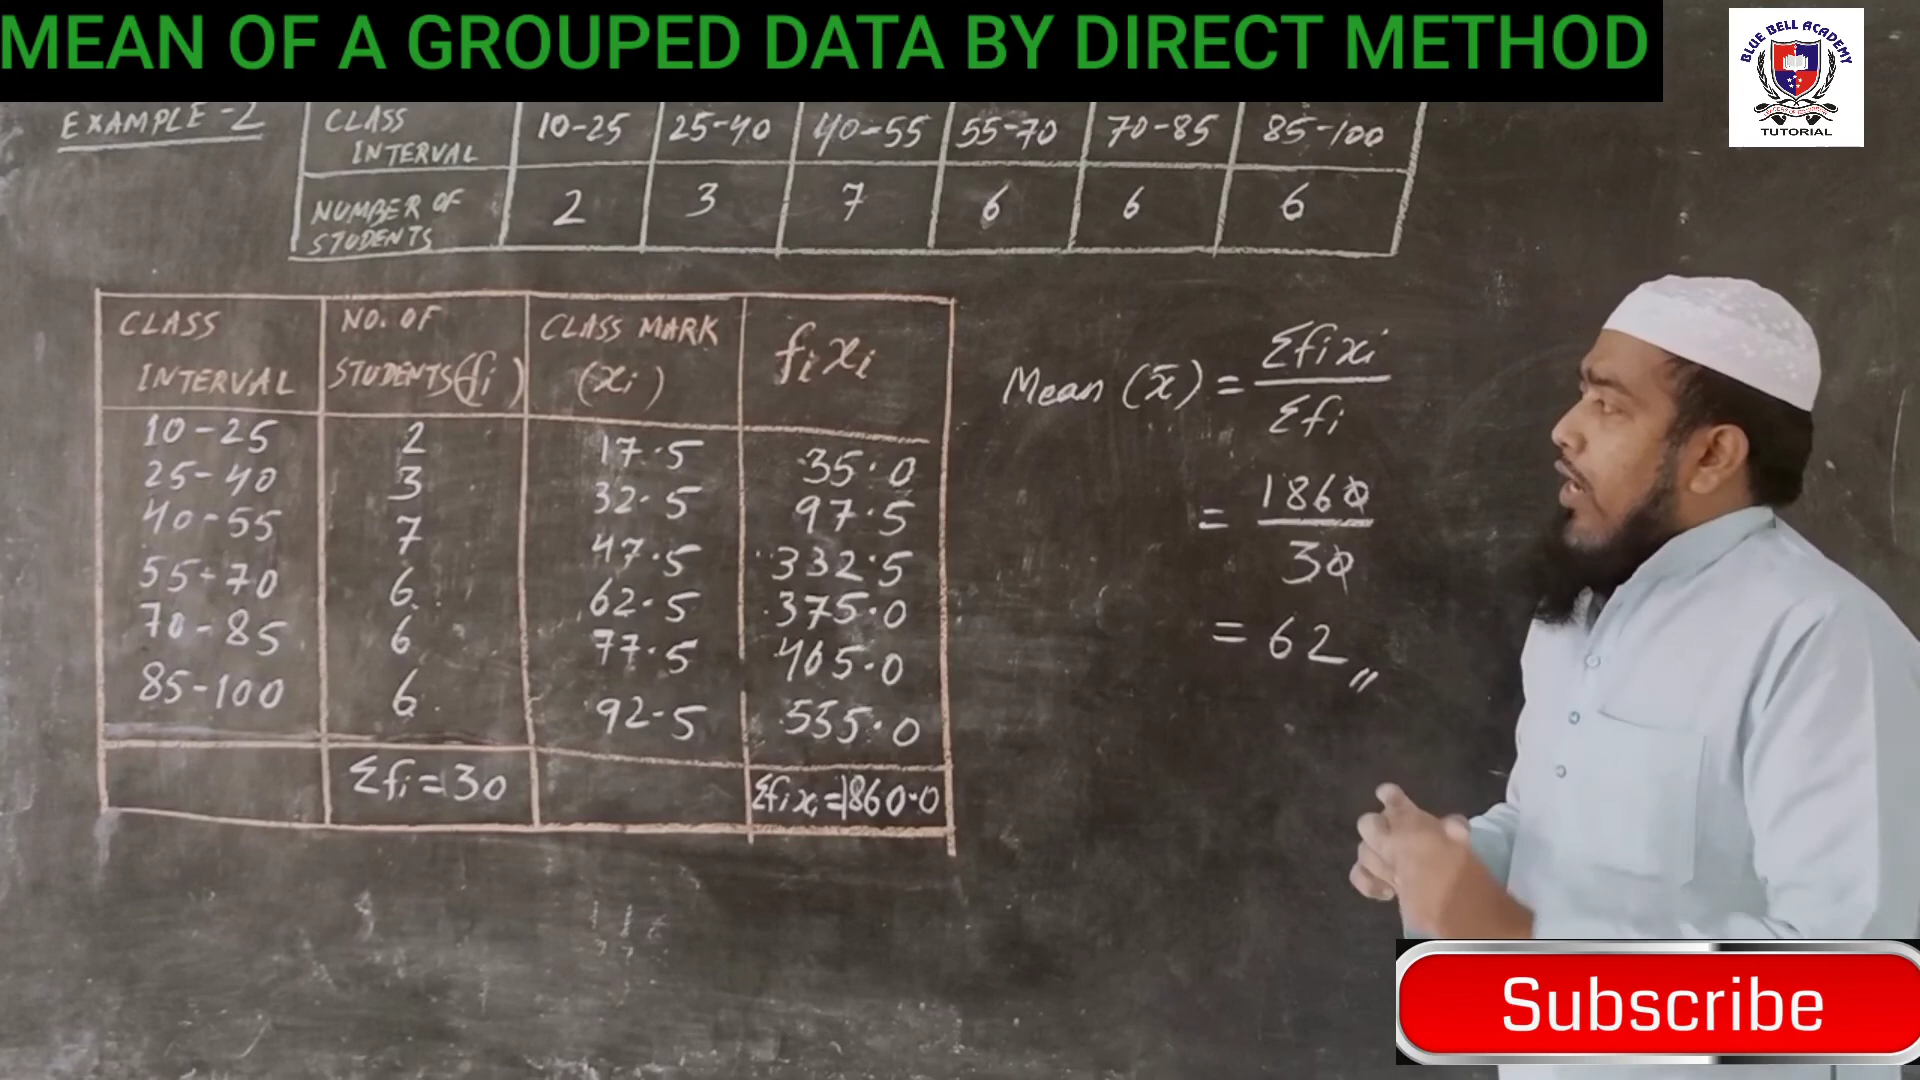 MEAN OF A GROUPED DATA BY DIRECT METHOD
BLUE BELL ACADEMY
TUTORIAL
EXAMPLE-2
CLASS INTERVAL 10-25 25-40 40-55 55-70 70-85 85-100
NUMBER OF STUDENTS 2 3 7 6 6 6
CLASS INTERVAL NO. OF STUDENTS (fi) CLASS MARK (xi) fixi
10-25 2 17.5 35.0
25-40 3 32.5 97.5
40-55 7 47.5 332.5
55-70 6 62.5 375.0
70-85 6 77.5 465.0
85-100 6 92.5 555.0
Σfi=30 Σfixi=1860.0
Mean (x̄) = Σfixi / Σfi
= 1860 / 30
= 62,,
Subscribe